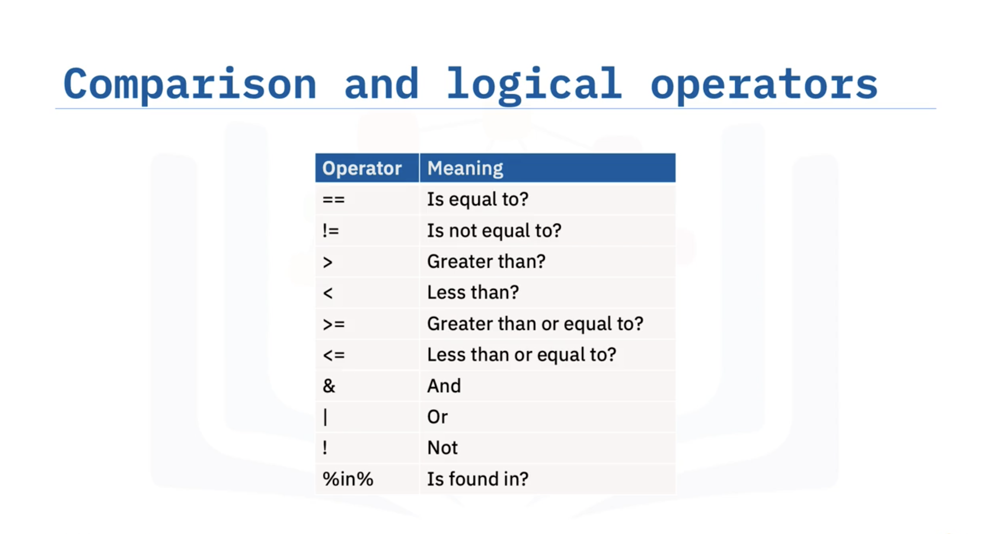 Comparison and logical operators
Operator Meaning
== Is equal to?
!= Is not equal to?
> Greater than?
< Less than?
>= Greater than or equal to?
<= Less than or equal to?
& And
| Or
! Not
%in% Is found in?